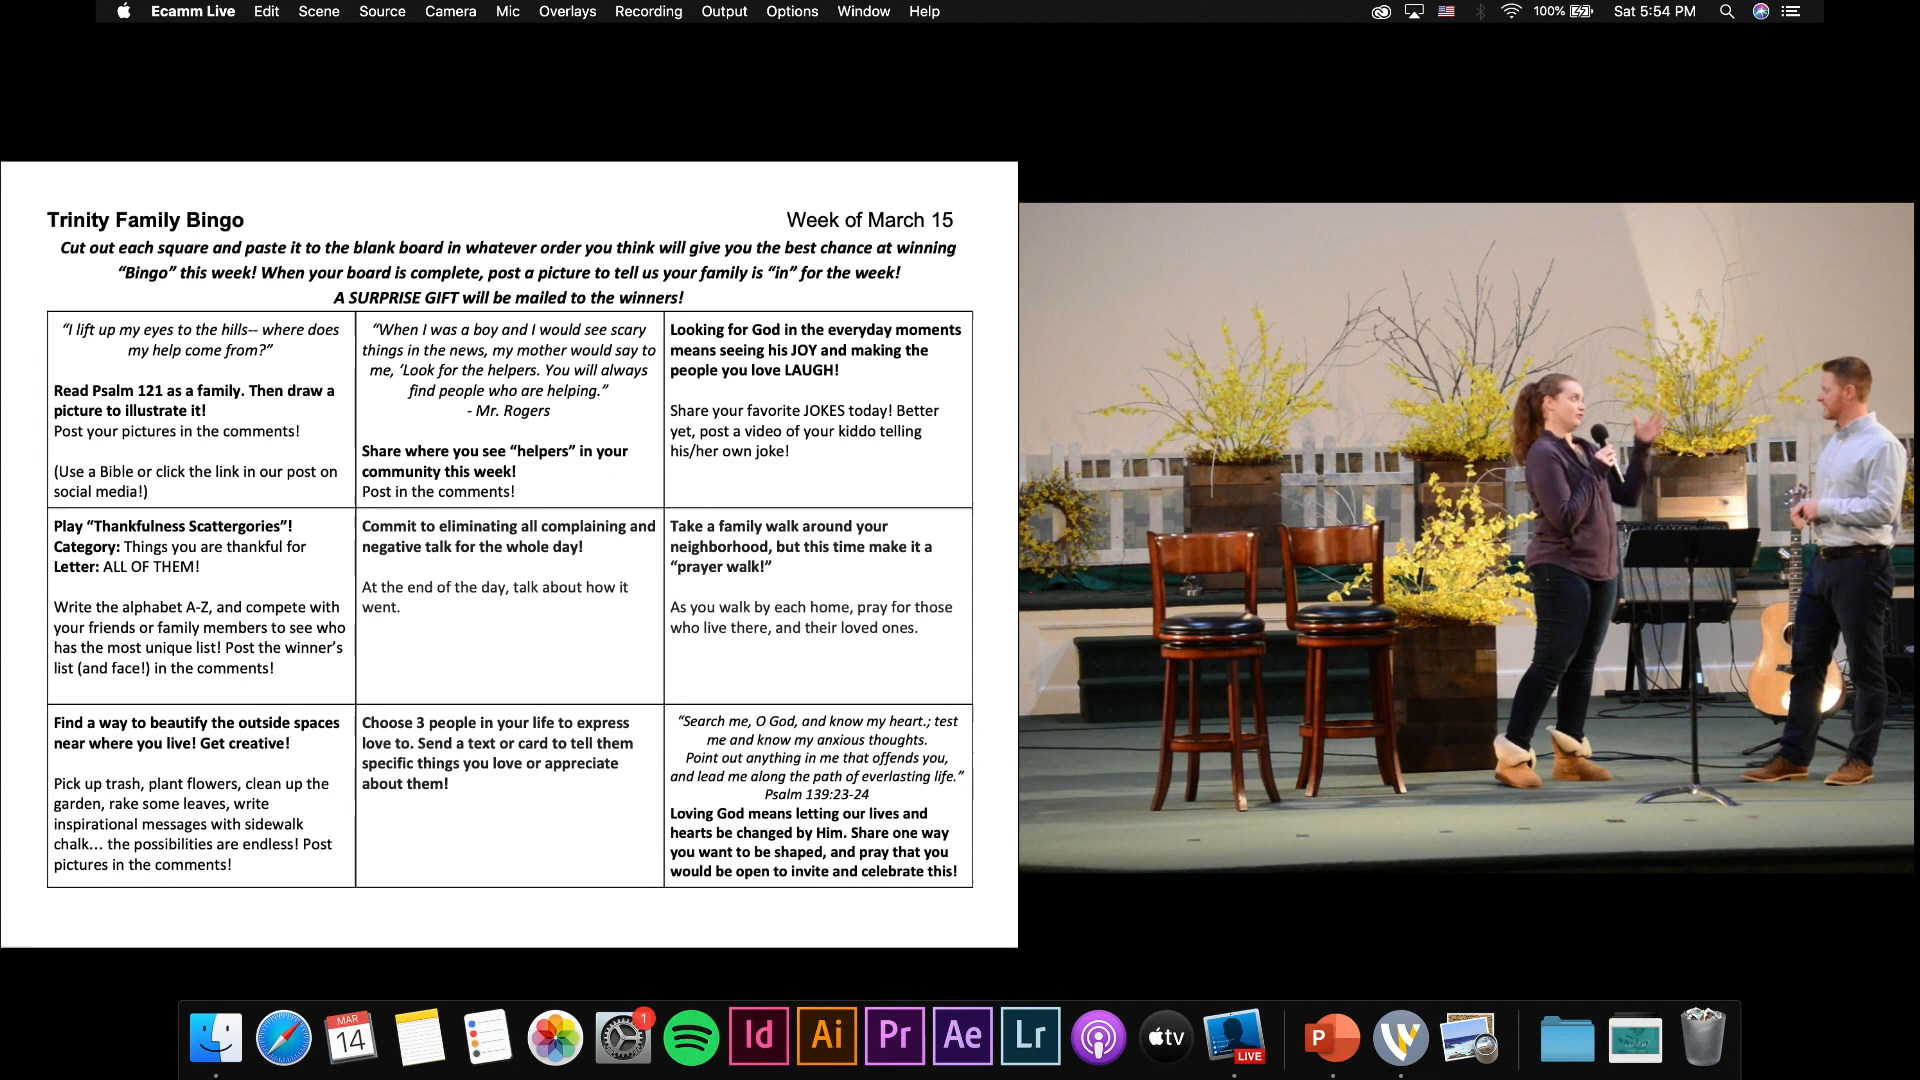 Ecamm Live Edit Scene Source Camera Mic Overlays Recording Output Options Window Help 100% Sat 5:54 PM
Trinity Family Bingo Week of March 15
Cut out each square and paste it to the blank board in whatever order you think will give you the best chance at winning
“Bingo” this week! When your board is complete, post a picture to tell us your family is “in” for the week!
A SURPRISE GIFT will be mailed to the winners!
“I lift up my eyes to the hills-- where does
my help come from?”
Read Psalm 121 as a family. Then draw a
picture to illustrate it!
Post your pictures in the comments!
(Use a Bible or click the link in our post on
social media!)
“When I was a boy and I would see scary
things in the news, my mother would say to
me, ‘Look for the helpers. You will always
find people who are helping.”
- Mr. Rogers
Share where you see “helpers” in your
community this week!
Post in the comments!
Looking for God in the everyday moments
means seeing his JOY and making the
people you love LAUGH!
Share your favorite JOKES today! Better
yet, post a video of your kiddo telling
his/her own joke!
Play “Thankfulness Scattergories”!
Category: Things you are thankful for
Letter: ALL OF THEM!
Write the alphabet A-Z, and compete with
your friends or family members to see who
has the most unique list! Post the winner’s
list (and face!) in the comments!
Commit to eliminating all complaining and
negative talk for the whole day!
At the end of the day, talk about how it
went.
Take a family walk around your
neighborhood, but this time make it a
“prayer walk!”
As you walk by each home, pray for those
who live there, and their loved ones.
Find a way to beautify the outside spaces
near where you live! Get creative!
Pick up trash, plant flowers, clean up the
garden, rake some leaves, write
inspirational messages with sidewalk
chalk... the possibilities are endless! Post
pictures in the comments!
Choose 3 people in your life to express
love to. Send a text or card to tell them
specific things you love or appreciate
about them!
“Search me, O God, and know my heart.; test
me and know my anxious thoughts.
Point out anything in me that offends you,
and lead me along the path of everlasting life.”
Psalm 139:23-24
Loving God means letting our lives and
hearts be changed by Him. Share one way
you want to be shaped, and pray that you
would be open to invite and celebrate this!
MAR
14
1
Id
Ai
Pr
Ae
Lr
tv
LIVE
P
W